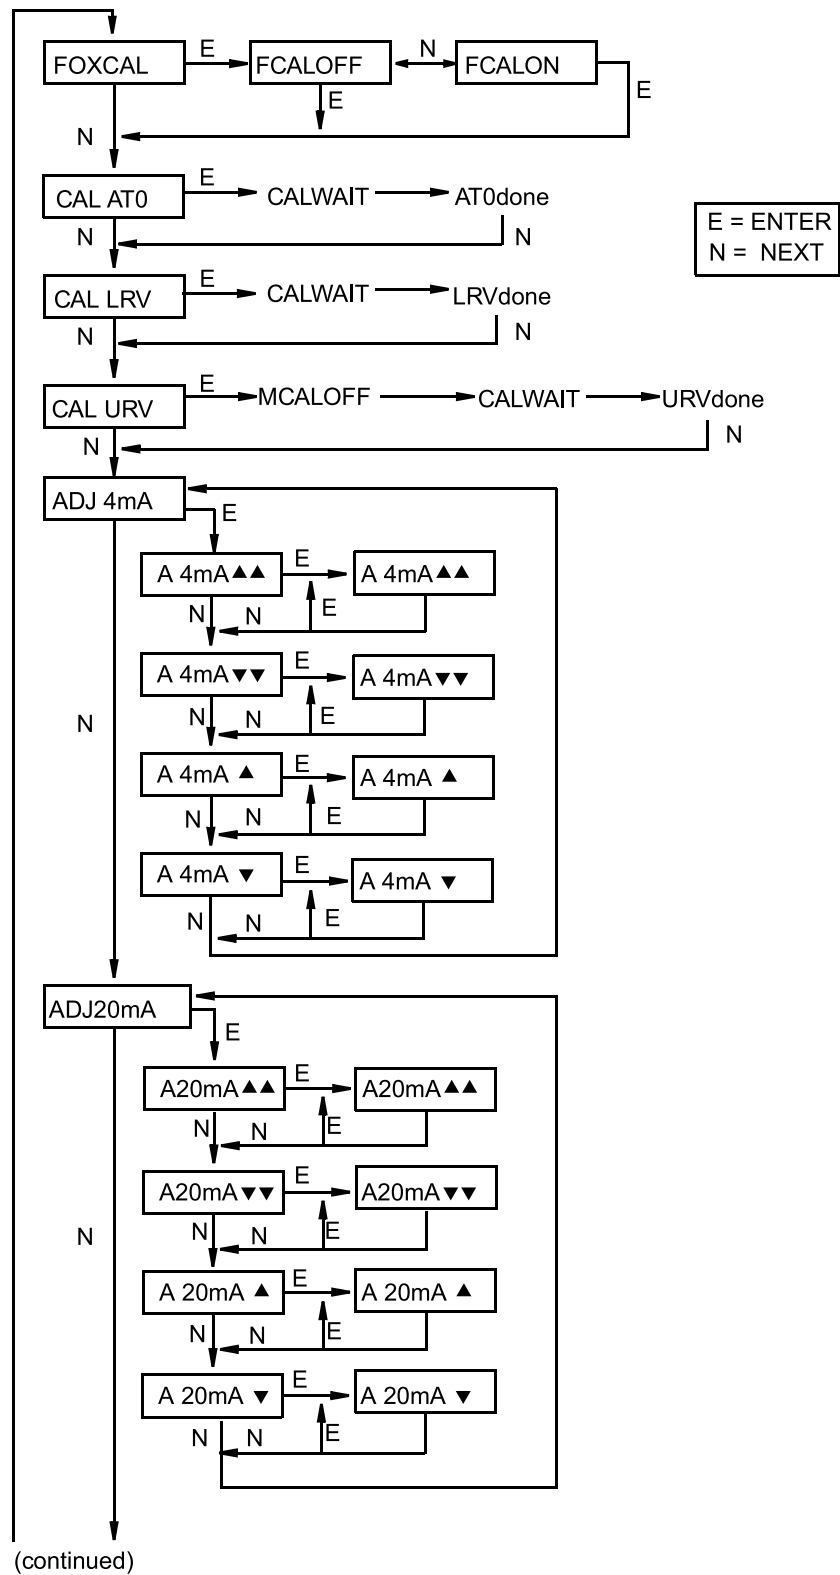 E N
FOXCAL FCALOFF FCALON
E E
N
E
CAL AT0 CALWAIT AT0done
E = ENTER
N = NEXT
N N
E
CAL LRV CALWAIT LRVdone
N N
E
CAL URV MCALOFF CALWAIT URVdone
N N
ADJ 4mA
E
E
A 4mA▲▲ A 4mA▲▲
N N E
E
A 4mA▼▼ A 4mA▼▼
N N E
N
E
A 4mA ▲ A 4mA ▲
N N E
E
A 4mA ▼ A 4mA ▼
N N E
ADJ20mA
E
E
A20mA▲▲ A20mA▲▲
N N E
E
A20mA▼▼ A20mA▼▼
N N N E
E
A 20mA ▲ A 20mA ▲
N N E
E
A 20mA ▼ A 20mA ▼
N N E
(continued)